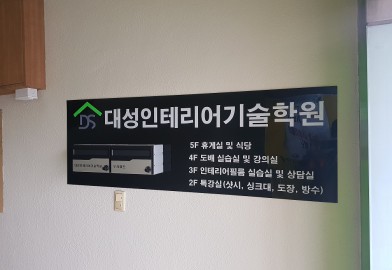 DS 대성인테리어기술학원
5F 휴게실 및 식당
4F 도배 실습실 및 강의실
3F 인테리어필름 실습실 및 상담실
2F 특강실(샷시, 싱크대, 도장, 방수)